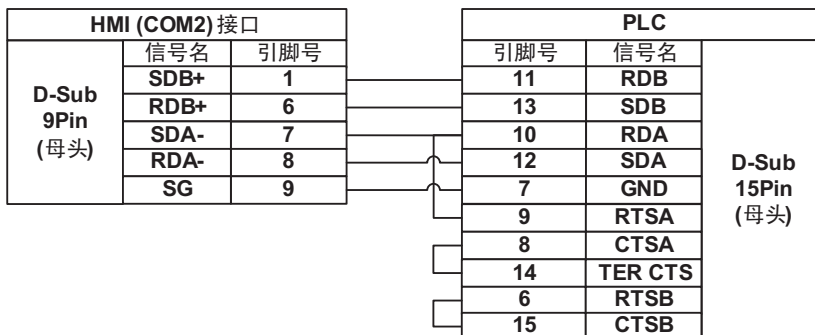 HMI (COM2) 接口 PLC
信号名 引脚号 引脚号 信号名
SDB+ 1 11 RDB
RDB+ 6 13 SDB
SDA- 7 10 RDA
RDA- 8 12 SDA
SG 9 7 GND
9 RTSA
8 CTSA
14 TER CTS
6 RTSB
15 CTSB
D-Sub
9Pin
(母头)
D-Sub
15Pin
(母头)